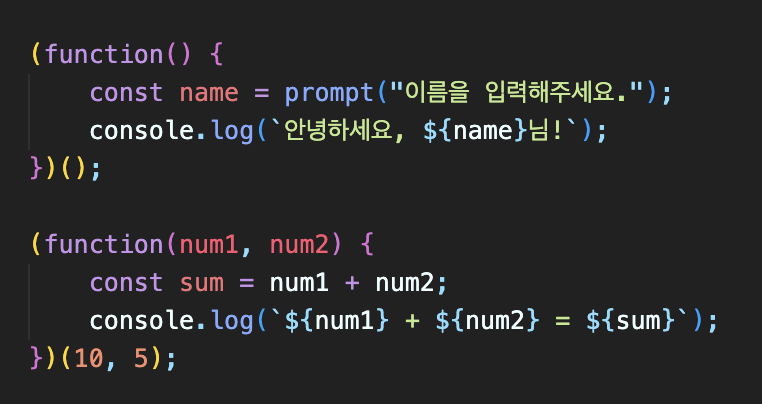 (function() {
    const name = prompt("이름을 입력해주세요.");
    console.log(`안녕하세요, ${name}님!`);
})();

(function(num1, num2) {
    const sum = num1 + num2;
    console.log(`${num1} + ${num2} = ${sum}`);
})(10, 5);